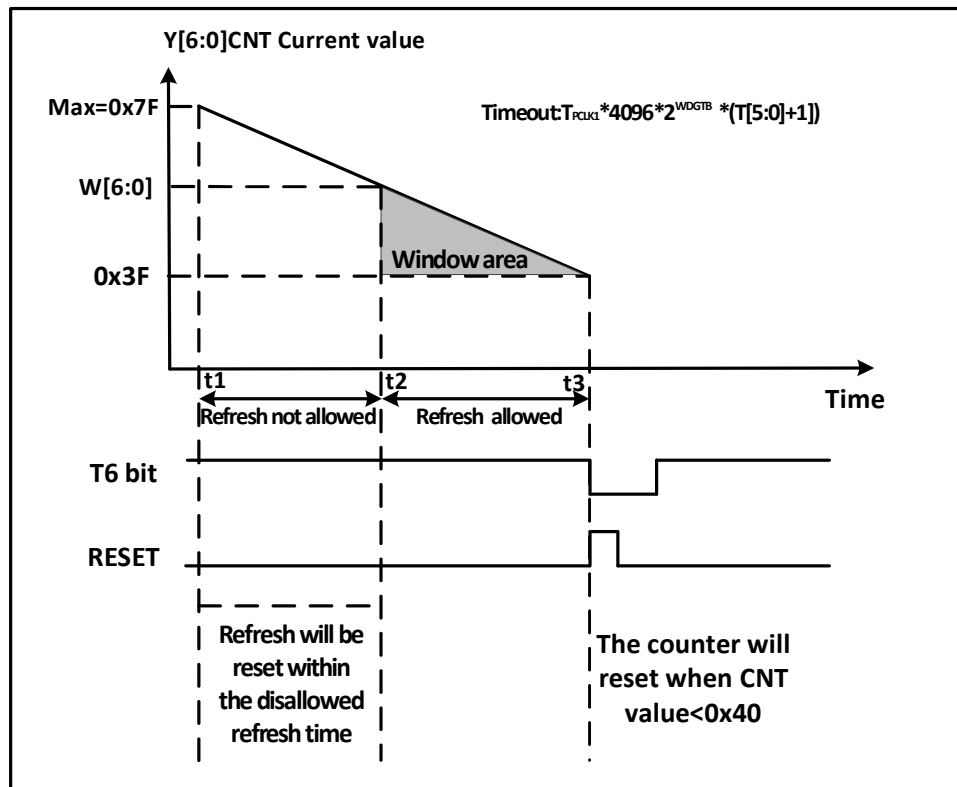 Y[6:0]CNT Current value
Max=0x7F
Timeout:TPCLK1*4096*2WDGTB *(T[5:0]+1])
W[6:0]
Window area
0x3F
t1
t2
t3
Time
Refresh not allowed
Refresh allowed
T6 bit
RESET
Refresh will be
reset within
the disallowed
refresh time
The counter will
reset when CNT
value<0x40